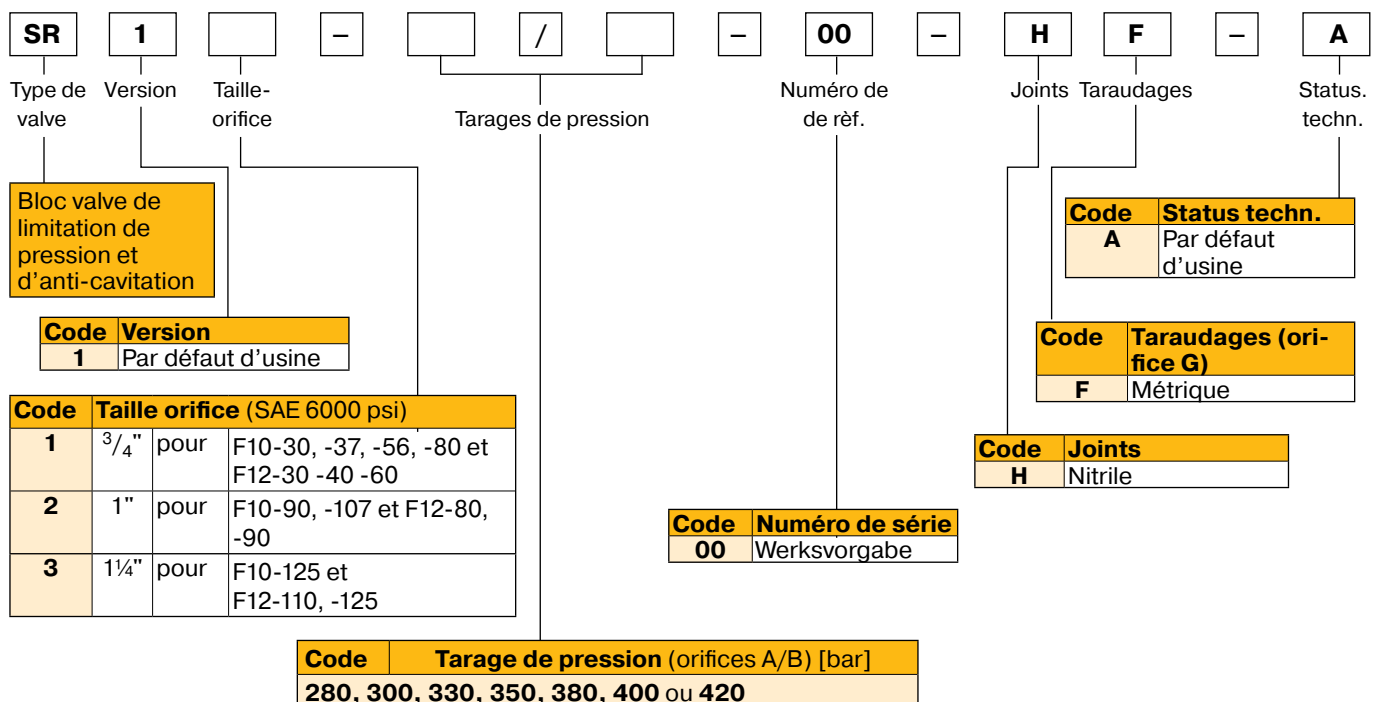 SR 1 – / – 00 – H F – A
Type de valve
Version
Taille-orifice
Tarages de pression
Numéro de de rèf.
Joints
Taraudages
Status. techn.
Bloc valve de
limitation de
pression et
d'anti-cavitation
Code Version
1 Par défaut d'usine
Code Taille orifice (SAE 6000 psi)
1 3/4" pour F10-30, -37, -56, -80 et
F12-30 -40 -60
2 1" pour F10-90, -107 et F12-80,
-90
3 1¼" pour F10-125 et
F12-110, -125
Code Tarage de pression (orifices A/B) [bar]
280, 300, 330, 350, 380, 400 ou 420
Code Numéro de série
00 Werksvorgabe
Code Joints
H Nitrile
Code Taraudages (ori-
fice G)
F Métrique
Code Status techn.
A Par défaut
d'usine